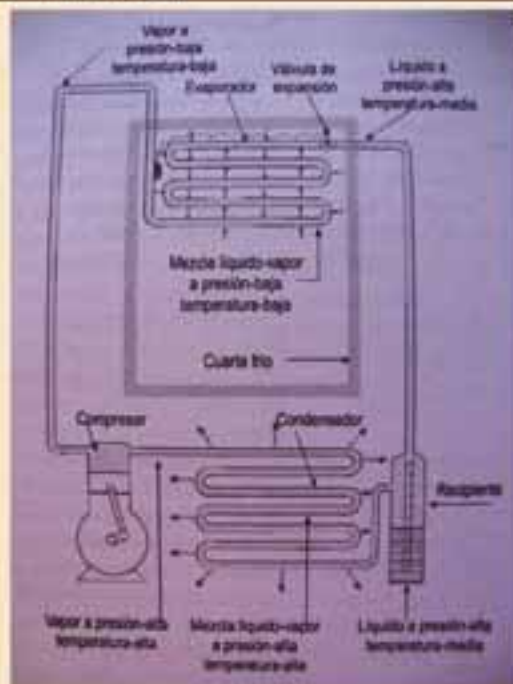 Vapor a
presión-baja
temperatura-baja
Evaporador
Válvula de
expansión
Líquido a
presión-alta
temperatura-media
Mezcla líquido-vapor
a presión-baja
temperatura-baja
Cuarto frío
Compresor
Condensador
Recipiente
Vapor a presión-alta
temperatura-alta
Mezcla líquido-vapor
a presión-alta
temperatura-alta
Líquido a presión-alta
temperatura-media